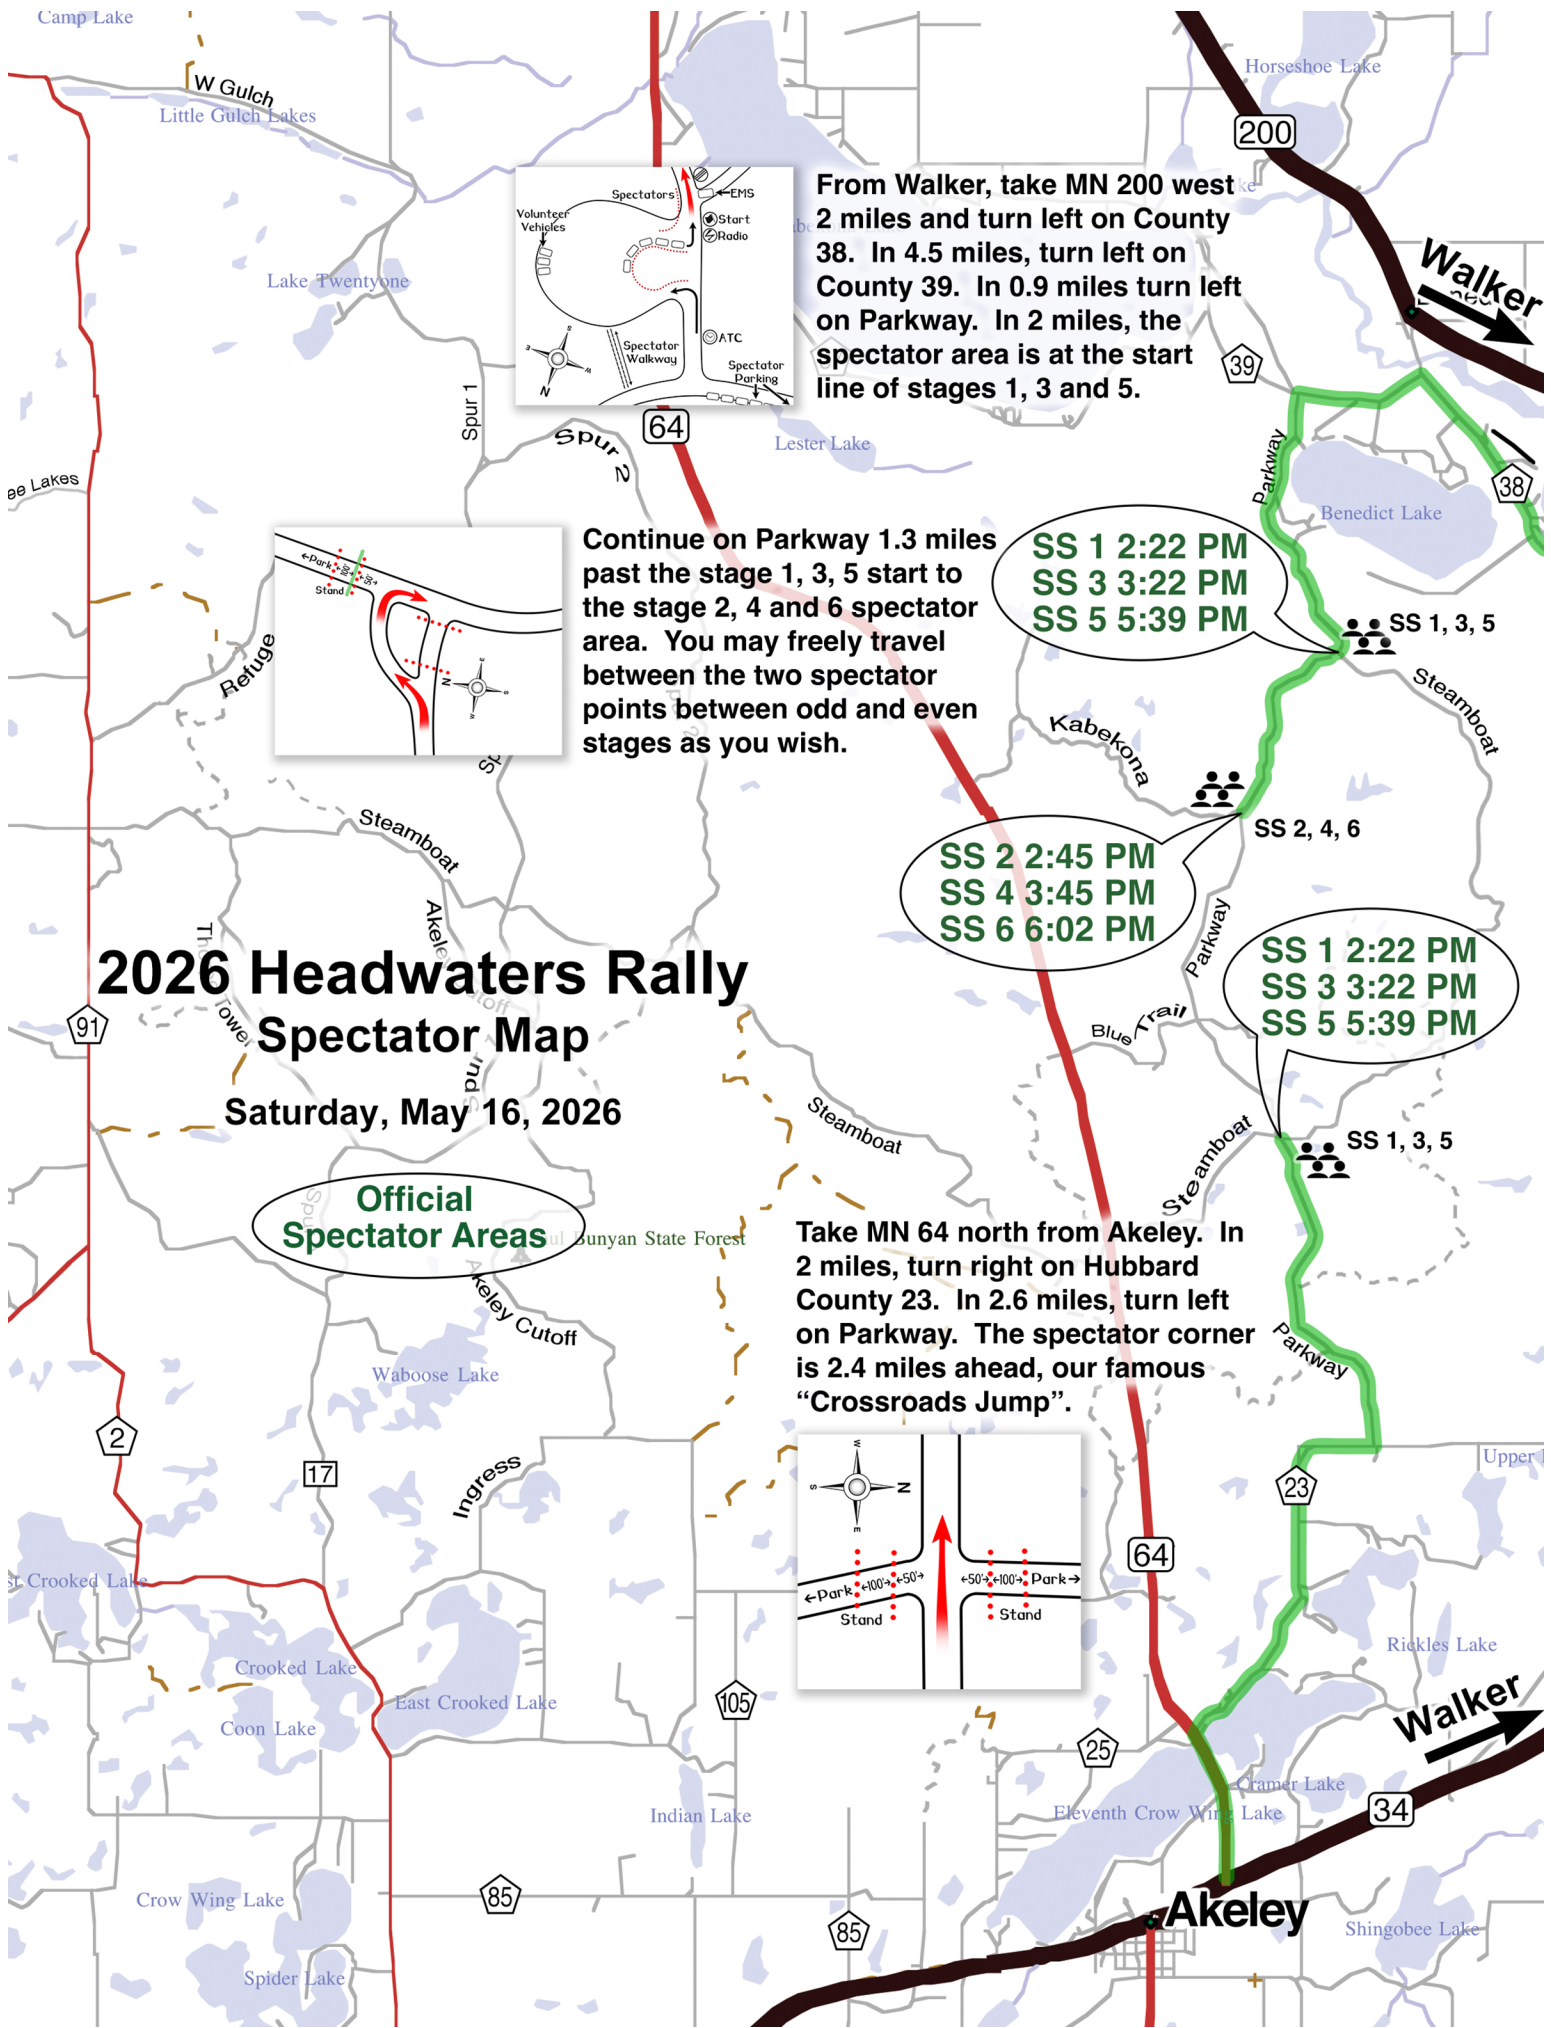 Camp Lake
W Gulch
Little Gulch Lakes
Horseshoe Lake
200
Spectators
EMS
Volunteer
Vehicles
Start
Radio
ATC
Spectator
Walkway
Spectator
Parking
S
E
W
N
From Walker, take MN 200 west
2 miles and turn left on County
38. In 4.5 miles, turn left on
County 39. In 0.9 miles turn left
on Parkway. In 2 miles, the
spectator area is at the start
line of stages 1, 3 and 5.
Walker
Lake Twentyone
39
Spur 1
Spur 2
64
Lester Lake
Parkway
38
Benedict Lake
ee Lakes
←Park
100'
50'
Stand
N
E
S
W
Continue on Parkway 1.3 miles
past the stage 1, 3, 5 start to
the stage 2, 4 and 6 spectator
area. You may freely travel
between the two spectator
points between odd and even
stages as you wish.
SS 1 2:22 PM
SS 3 3:22 PM
SS 5 5:39 PM
SS 1, 3, 5
Refuge
Steamboat
Kabekona
SS 2, 4, 6
Steamboat
SS 2 2:45 PM
SS 4 3:45 PM
SS 6 6:02 PM
Parkway
Akeley Cutoff
Tower
SS 1 2:22 PM
SS 3 3:22 PM
SS 5 5:39 PM
2026 Headwaters Rally
Spectator Map
Saturday, May 16, 2026
91
Spur
Blue Trail
Steamboat
Steamboat
SS 1, 3, 5
Official
Spectator Areas
Bunyan State Forest
Akeley Cutoff
Take MN 64 north from Akeley. In
2 miles, turn right on Hubbard
County 23. In 2.6 miles, turn left
on Parkway. The spectator corner
is 2.4 miles ahead, our famous
“Crossroads Jump”.
Parkway
Waboose Lake
2
17
Ingress
Upper
23
W
S
N
E
←Park
←100'→
←50'→
Stand
←50'→
←100'→
Park→
Stand
64
st Crooked Lake
Rickles Lake
Crooked Lake
East Crooked Lake
Coon Lake
105
25
Walker
Cramer Lake
Eleventh Crow Wing Lake
34
Indian Lake
Crow Wing Lake
85
85
Akeley
Shingobee Lake
Spider Lake